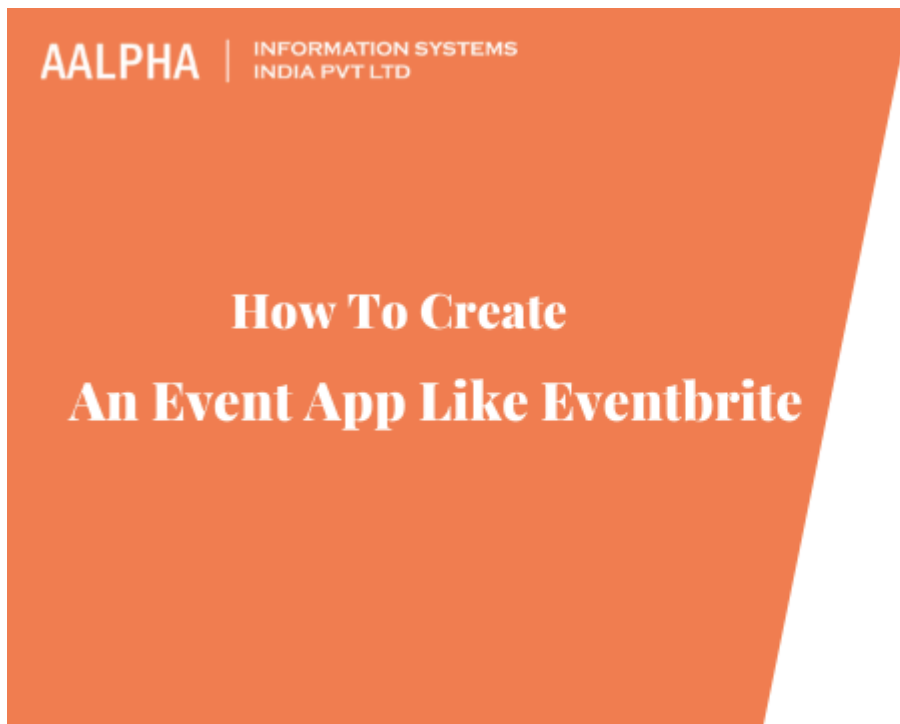 AALPHA
INFORMATION SYSTEMS
INDIA PVT LTD
How To Create
An Event App Like Eventbrite